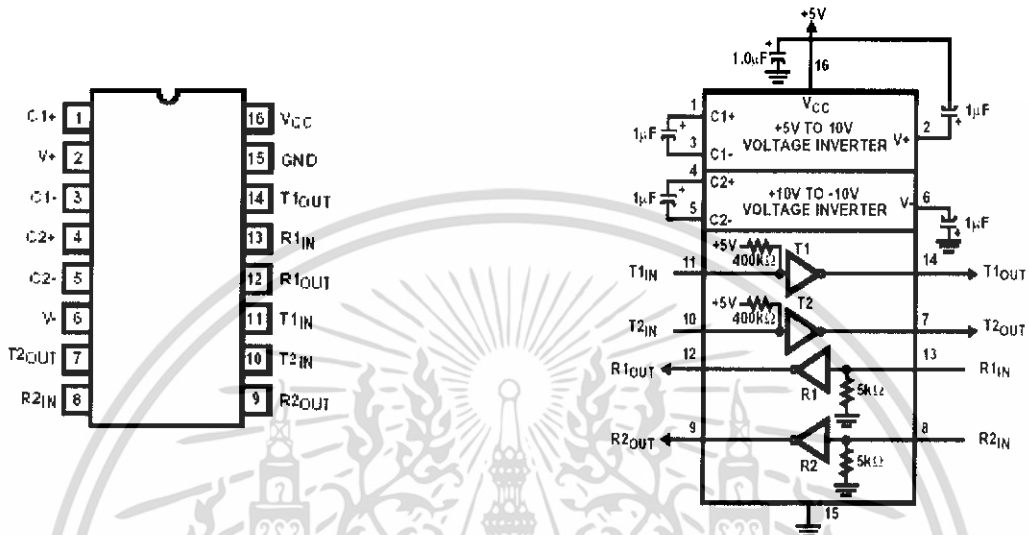 C1+ 1
V+ 2
C1- 3
C2+ 4
C2- 5
V- 6
T2OUT 7
R2IN 8
16 VCC
15 GND
14 T1OUT
13 R1IN
12 R1OUT
11 T1IN
10 T2IN
9 R2OUT
+5V
1.0µF +
16
VCC
1 C1+
+5V TO 10V
VOLTAGE INVERTER
1µF +
3 C1-
V+ 2
+ 1µF
4 C2+
+10V TO -10V
VOLTAGE INVERTER
1µF +
5 C2-
V- 6
1µF
+
+5V
400kΩ
T1
T1IN 11
14 T1OUT
+5V
400kΩ
T2
T2IN 10
7 T2OUT
R1OUT 12
13 R1IN
R1
5kΩ
R2OUT 9
8 R2IN
R2
5kΩ
15